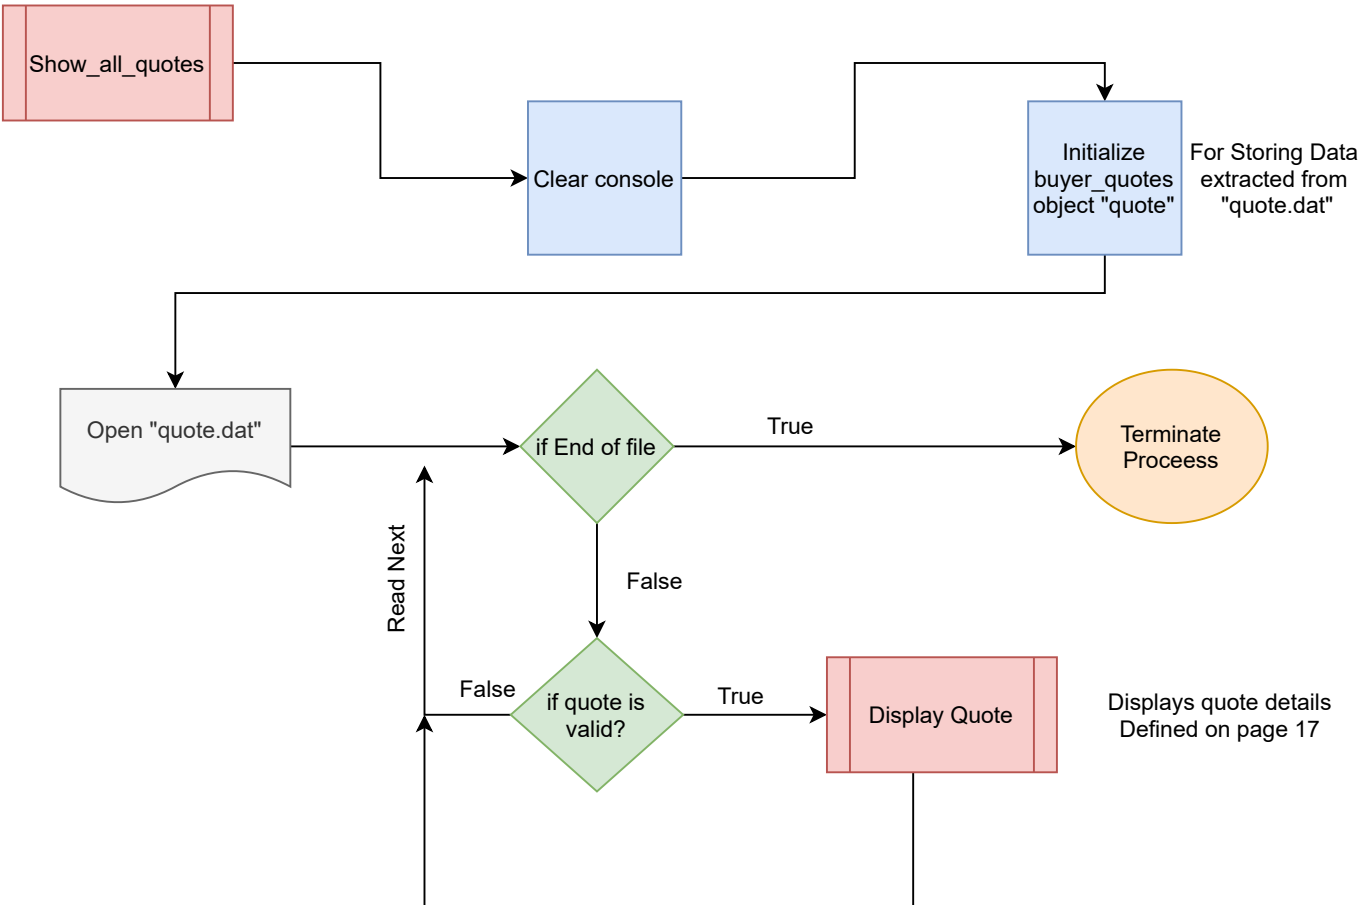 Show_all_quotes
Clear console
Initialize
buyer_quotes
object "quote"
For Storing Data
extracted from
"quote.dat"
Open "quote.dat"
if End of file
True
Terminate
Proceess
Read Next
False
False
if quote is
valid?
True
Display Quote
Displays quote details
Defined on page 17